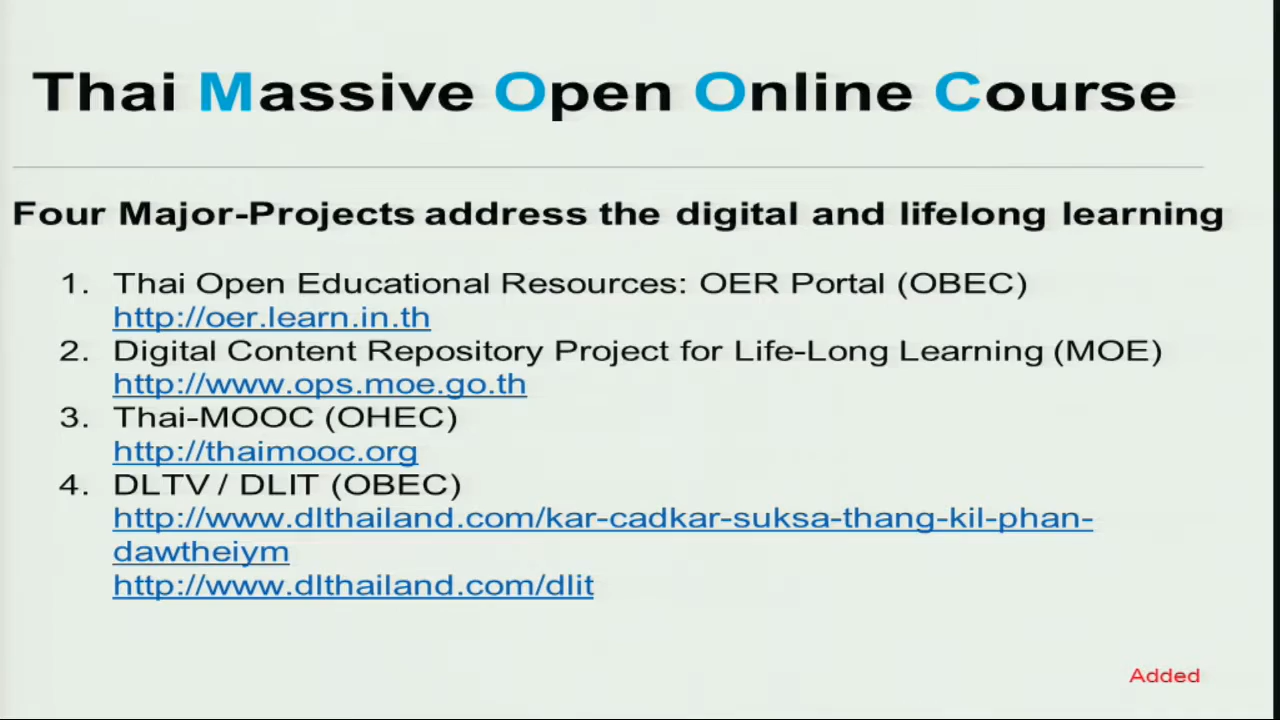 Thai Massive Open Online Course
Four Major-Projects address the digital and lifelong learning
1. Thai Open Educational Resources: OER Portal (OBEC)
http://oer.learn.in.th
2. Digital Content Repository Project for Life-Long Learning (MOE)
http://www.ops.moe.go.th
3. Thai-MOOC (OHEC)
http://thaimooc.org
4. DLTV / DLIT (OBEC)
http://www.dlthailand.com/kar-cadkar-suksa-thang-kil-phan-
dawtheiym
http://www.dlthailand.com/dlit
Added